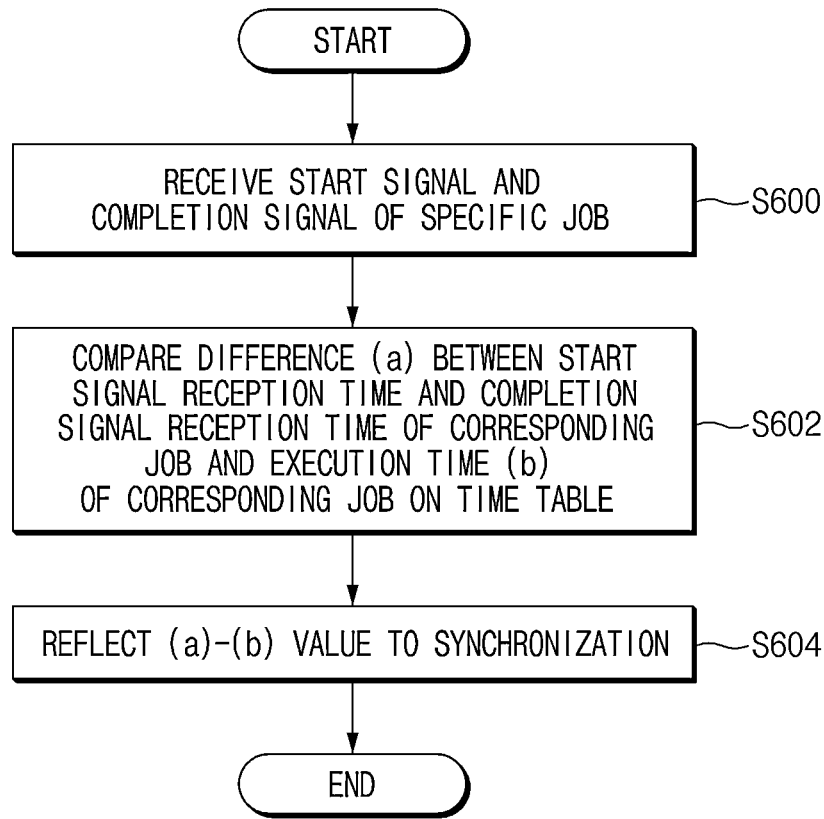 START
RECEIVE START SIGNAL AND
COMPLETION SIGNAL OF SPECIFIC JOB
S600
COMPARE DIFFERENCE (a) BETWEEN START
SIGNAL RECEPTION TIME AND COMPLETION
SIGNAL RECEPTION TIME OF CORRESPONDING
JOB AND EXECUTION TIME (b)
OF CORRESPONDING JOB ON TIME TABLE
S602
REFLECT (a)-(b) VALUE TO SYNCHRONIZATION
S604
END